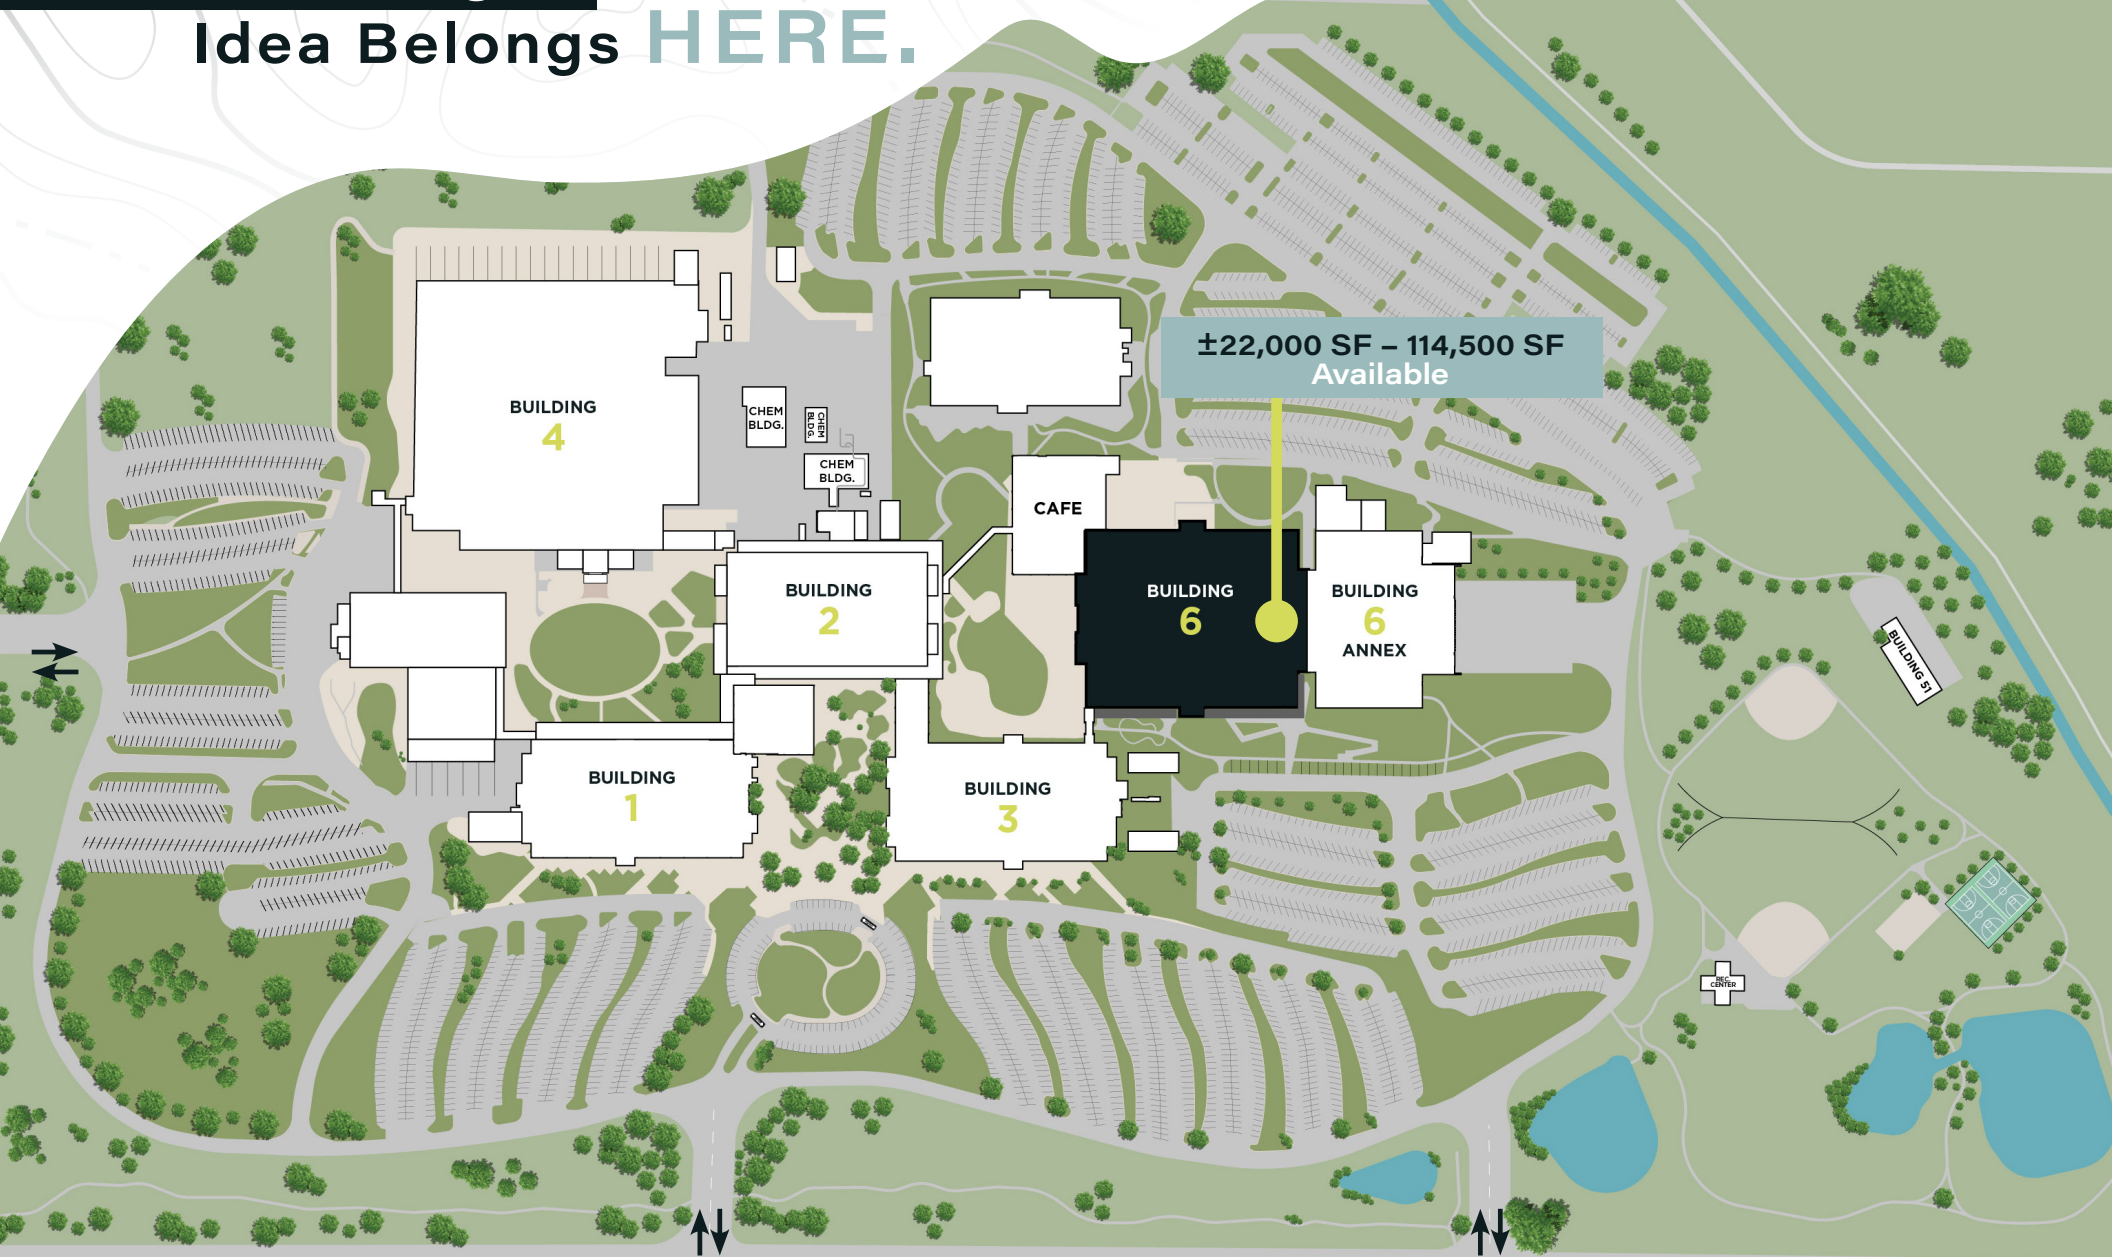 Idea Belongs HERE.
±22,000 SF – 114,500 SF
Available
BUILDING
4
CHEM
BLDG.
CHEM
BLDG.
CHEM
BLDG.
CAFE
BUILDING
2
BUILDING
6
BUILDING
6
ANNEX
BUILDING 51
BUILDING
1
BUILDING
3
REC.
CENTER